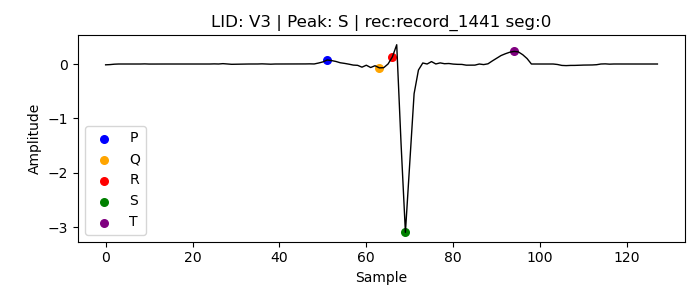 LID: V3 | Peak: S | rec:record_1441 seg:0
Amplitude
0
−1
−2
−3
P
Q
R
S
T
0 20 40 60 80 100 120
Sample